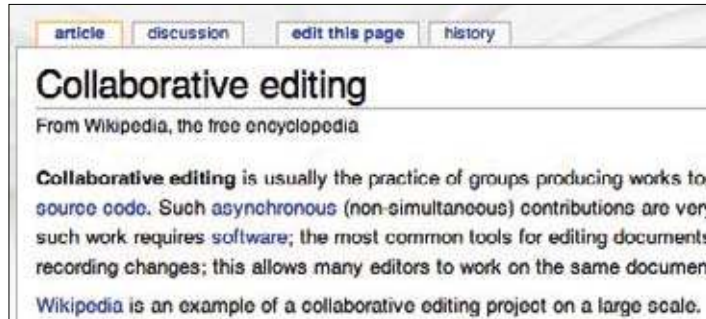 article discussion edit this page history
Collaborative editing
From Wikipedia, the free encyclopedia
Collaborative editing is usually the practice of groups producing works to
source code. Such asynchronous (non-simultaneous) contributions are very
such work requires software; the most common tools for editing documents
recording changes; this allows many editors to work on the same documen
Wikipedia is an example of a collaborative editing project on a large scale.